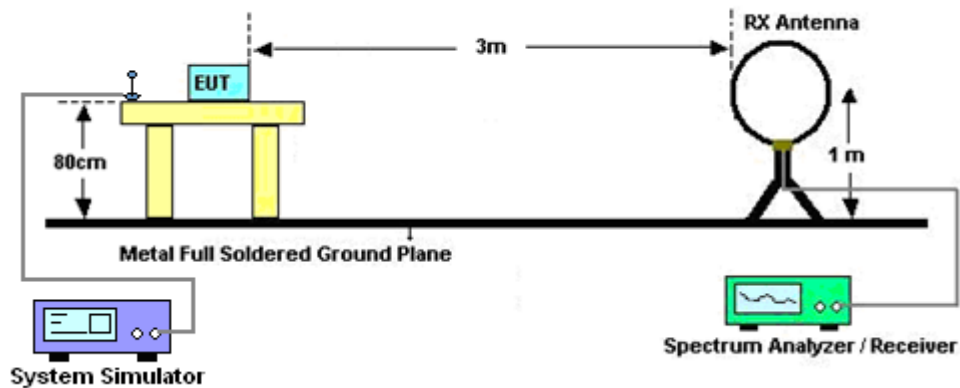 RX Antenna
3m
EUT
80cm
1 m
Metal Full Soldered Ground Plane
Spectrum Analyzer / Receiver
System Simulator